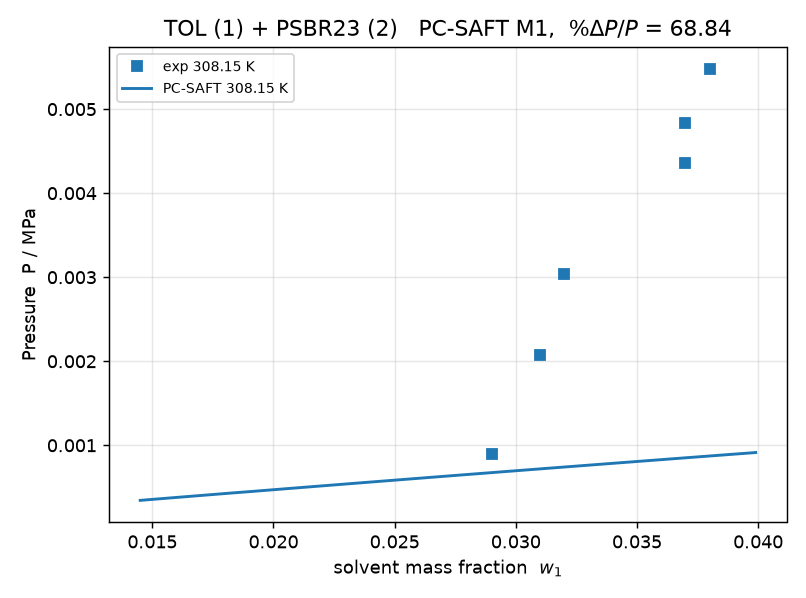 TOL (1) + PSBR23 (2)   PC-SAFT M1,  %ΔP/P = 68.84
exp 308.15 K
PC-SAFT 308.15 K
Pressure  P / MPa
0.005
0.004
0.003
0.002
0.001
0.015 0.020 0.025 0.030 0.035 0.040
solvent mass fraction  w₁